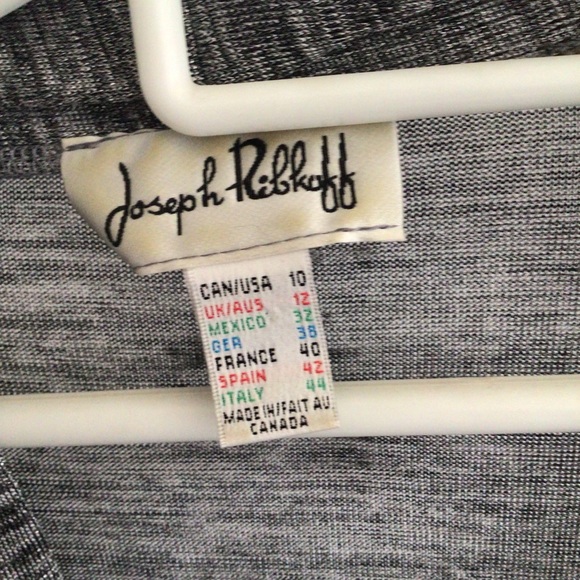 Joseph Ribkoff
CAN/USA 10
UK/AUS 12
MEXICO 32
GER 38
FRANCE 40
SPAIN 42
ITALY 44
MADE IN/FAIT AU
CANADA